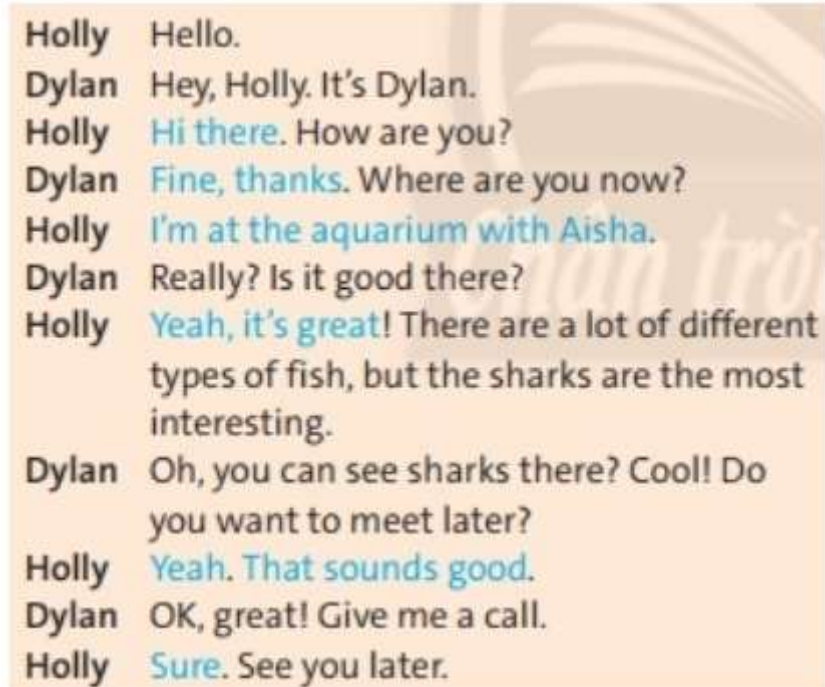 Holly Hello.
Dylan Hey, Holly. It's Dylan.
Holly Hi there. How are you?
Dylan Fine, thanks. Where are you now?
Holly I'm at the aquarium with Aisha.
Dylan Really? Is it good there?
Holly Yeah, it's great! There are a lot of different
types of fish, but the sharks are the most
interesting.
Dylan Oh, you can see sharks there? Cool! Do
you want to meet later?
Holly Yeah. That sounds good.
Dylan OK, great! Give me a call.
Holly Sure. See you later.
Chân trời